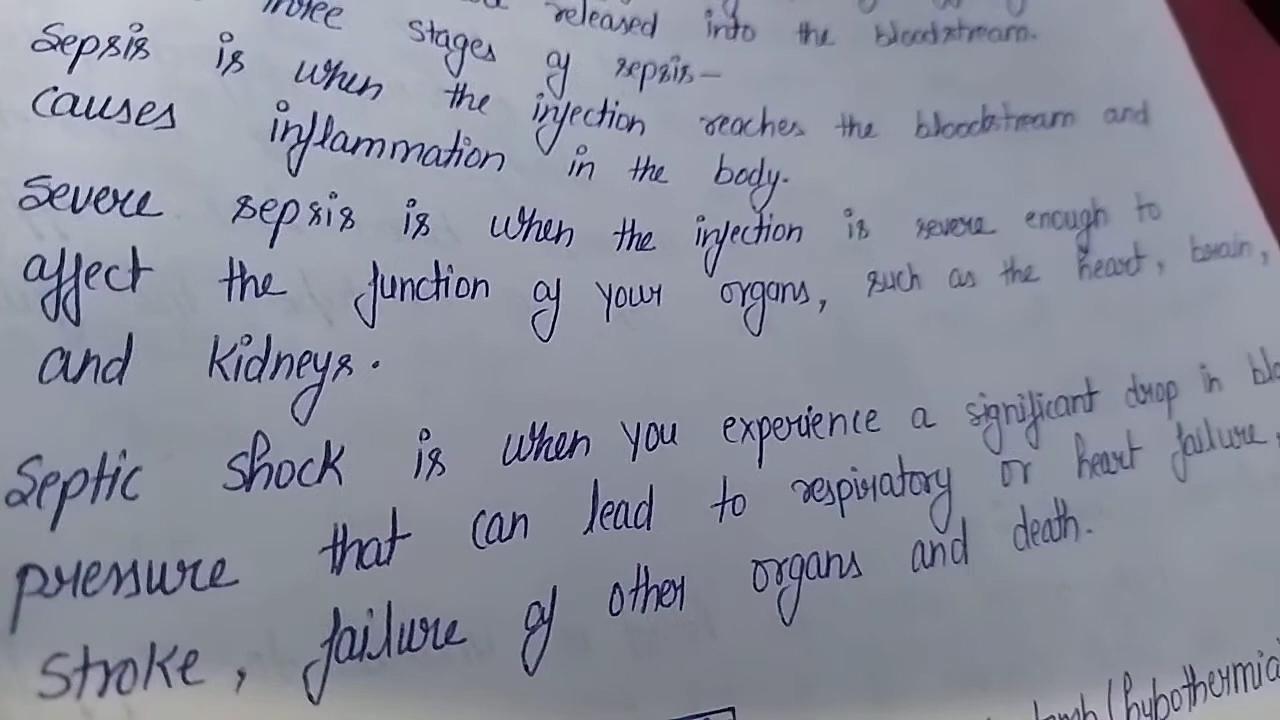 released into the bloodstream.
three stages of sepsis-
Sepsis is when the infection reaches the bloodstream and
causes inflammation in the body.
Severe sepsis is when the infection is severe enough to
affect the function of your organs, such as the heart, brain,
and kidneys.
Septic shock is when you experience a significant drop in blo
pressure that can lead to respiratory or heart failure,
stroke, failure of other organs and death.
(hypothermia